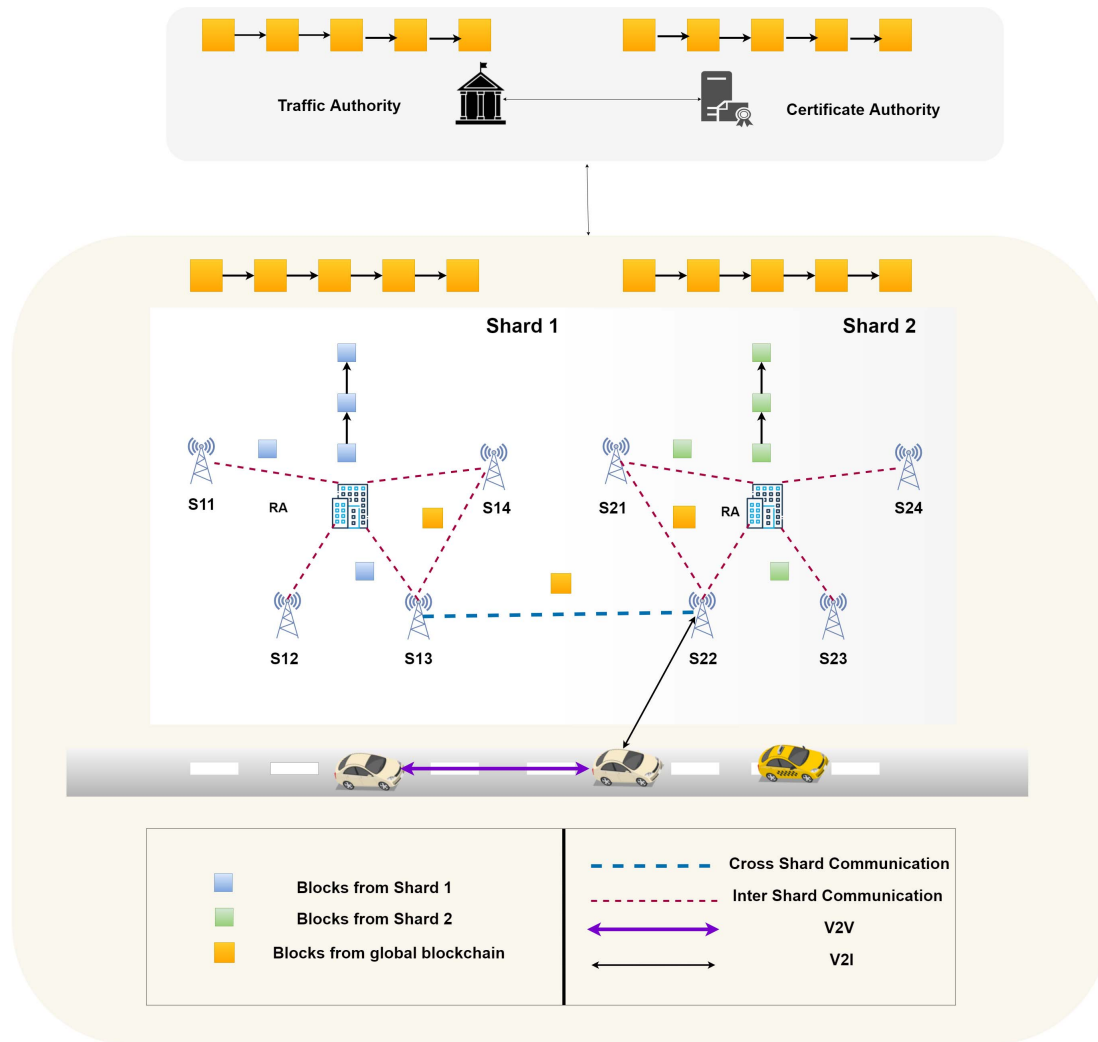 Traffic Authority
Certificate Authority
Shard 1
Shard 2
S11
RA
S14
S21
RA
S24
S12
S13
S22
S23
Blocks from Shard 1
Blocks from Shard 2
Blocks from global blockchain
Cross Shard Communication
Inter Shard Communication
V2V
V2I